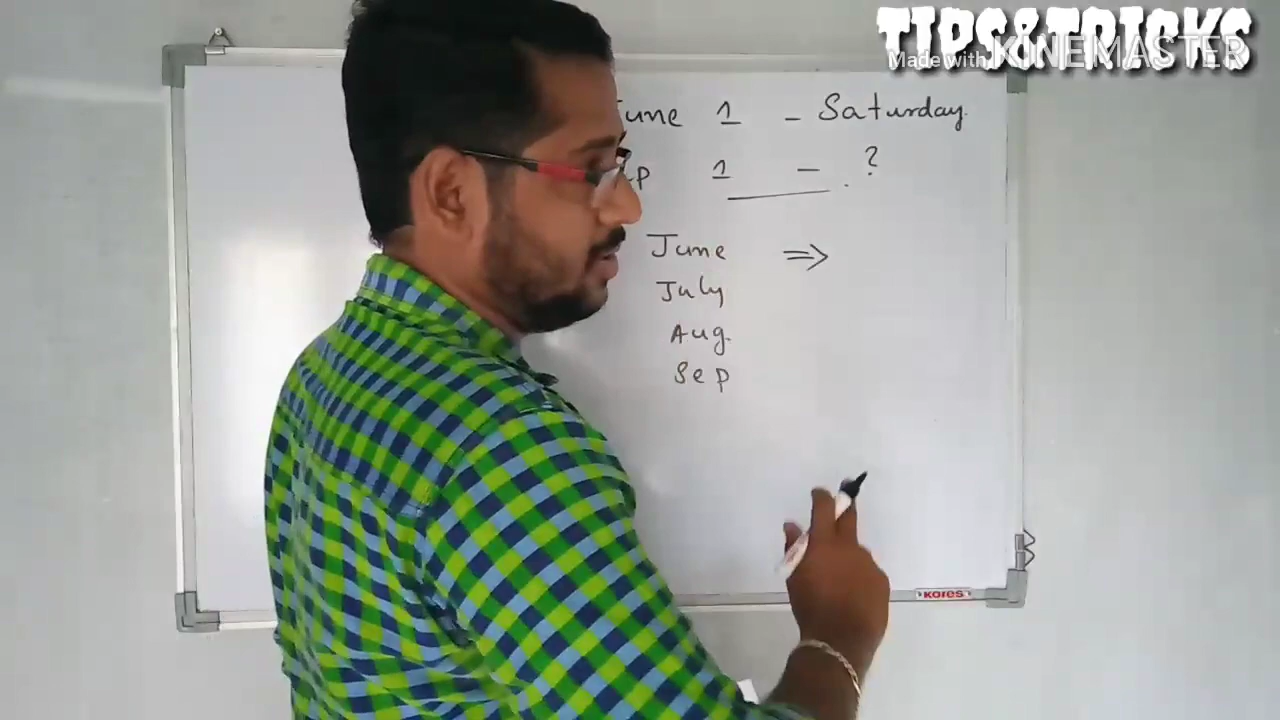 TIPS&TRICKS
Made with KINEMASTER
June 1 - Saturday.
1 - . ?
June ⇒
July
Aug.
Sep
Kores